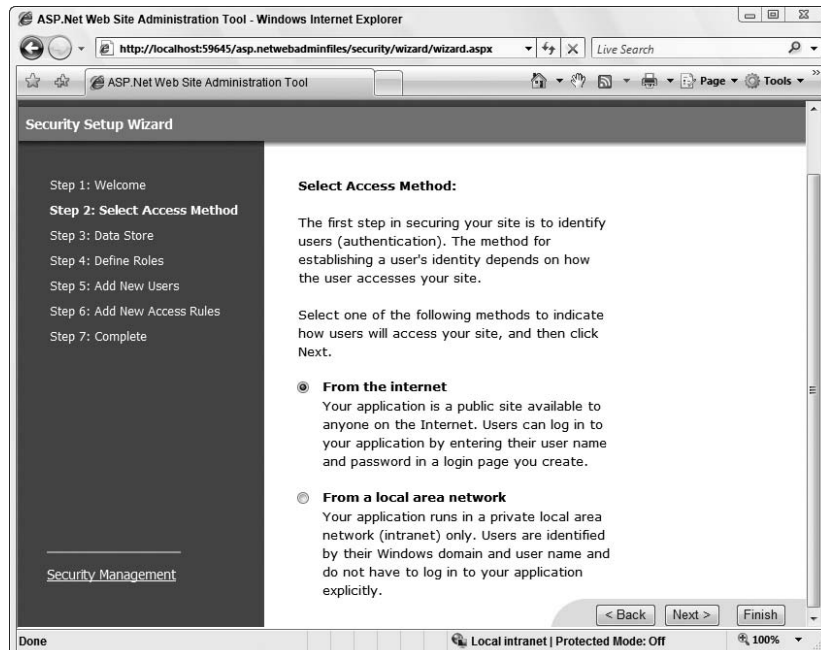 ASP.Net Web Site Administration Tool - Windows Internet Explorer
http://localhost:59645/asp.netwebadminfiles/security/wizard/wizard.aspx
Live Search
ASP.Net Web Site Administration Tool
Page
Tools
Security Setup Wizard
Step 1: Welcome
Step 2: Select Access Method
Step 3: Data Store
Step 4: Define Roles
Step 5: Add New Users
Step 6: Add New Access Rules
Step 7: Complete
Security Management
Select Access Method:
The first step in securing your site is to identify
users (authentication). The method for
establishing a user's identity depends on how
the user accesses your site.
Select one of the following methods to indicate
how users will access your site, and then click
Next.
From the internet
Your application is a public site available to
anyone on the Internet. Users can log in to
your application by entering their user name
and password in a login page you create.
From a local area network
Your application runs in a private local area
network (intranet) only. Users are identified
by their Windows domain and user name and
do not have to log in to your application
explicitly.
< Back
Next >
Finish
Done
Local intranet | Protected Mode: Off
100%